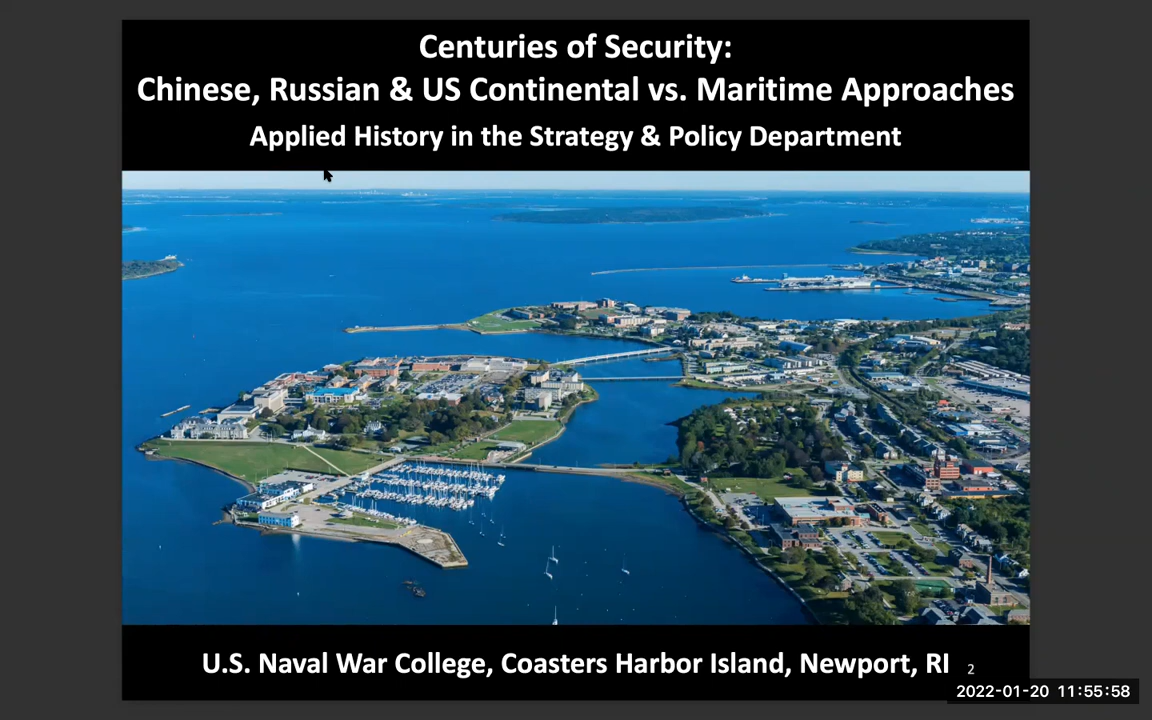 Centuries of Security:
Chinese, Russian & US Continental vs. Maritime Approaches
Applied History in the Strategy & Policy Department
U.S. Naval War College, Coasters Harbor Island, Newport, RI
2
2022-01-20 11:55:58